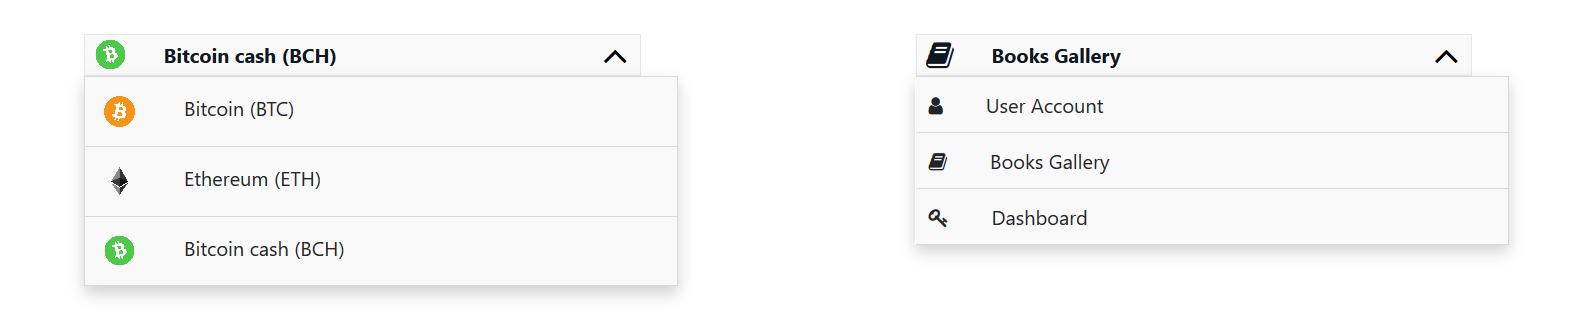 Bitcoin cash (BCH)
Bitcoin (BTC)
Ethereum (ETH)
Bitcoin cash (BCH)
Books Gallery
User Account
Books Gallery
Dashboard